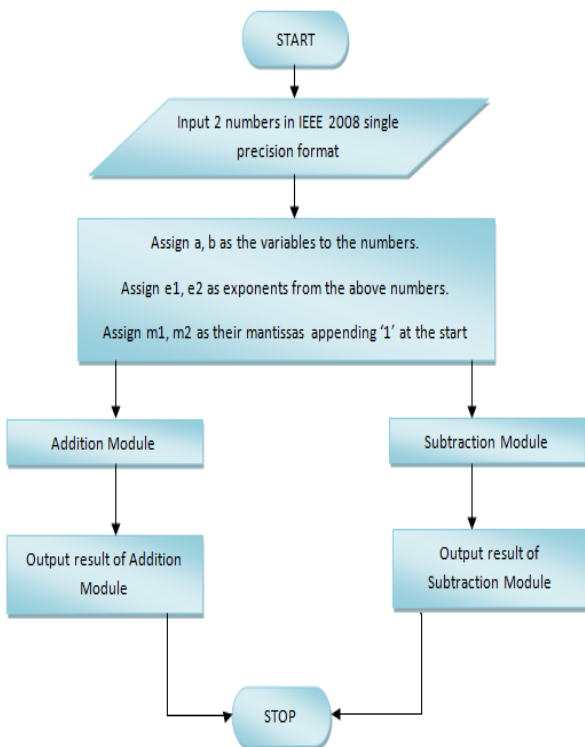 START
Input 2 numbers in IEEE 2008 single
precision format
Assign a, b as the variables to the numbers.
Assign e1, e2 as exponents from the above numbers.
Assign m1, m2 as their mantissas appending ‘1’ at the start
Addition Module
Subtraction Module
Output result of Addition
Module
Output result of
Subtraction Module
STOP